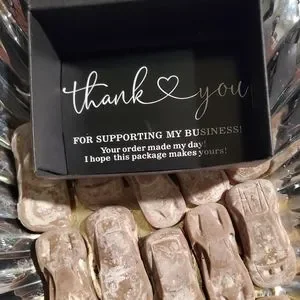 thank you
FOR SUPPORTING MY BUSINESS!
Your order made my day!
I hope this package makes yours!